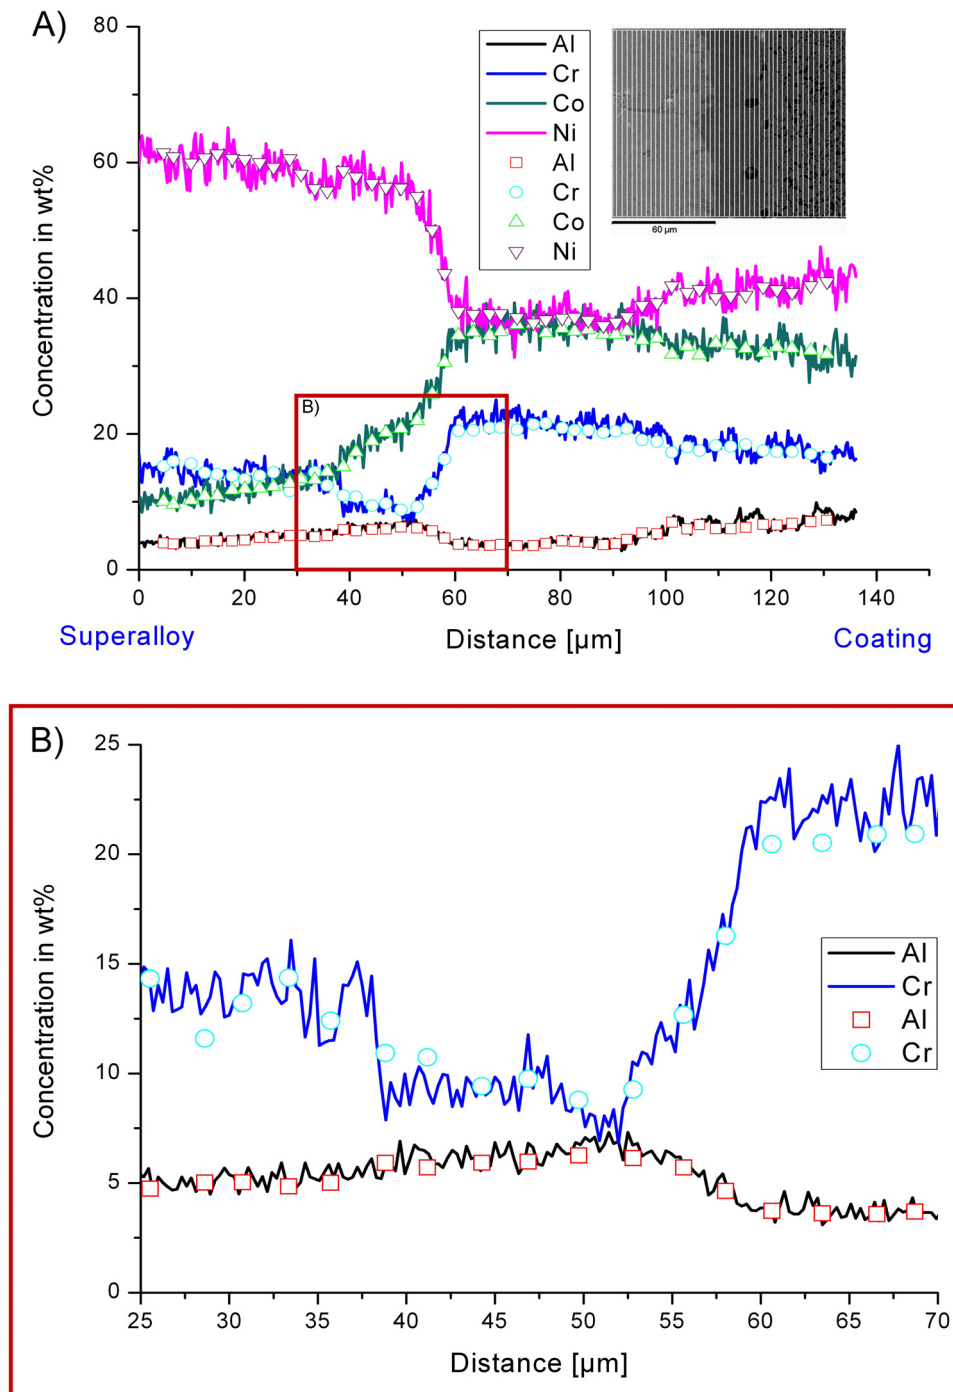 A)
80
60
40
20
0
Concentration in wt%
Al
Cr
Co
Ni
Al
Cr
Co
Ni
60 µm
B)
0 20 40 60 80 100 120 140
Superalloy Distance [µm] Coating
B)
25
20
15
10
5
0
Concentration in wt%
Al
Cr
Al
Cr
25 30 35 40 45 50 55 60 65 70
Distance [µm]